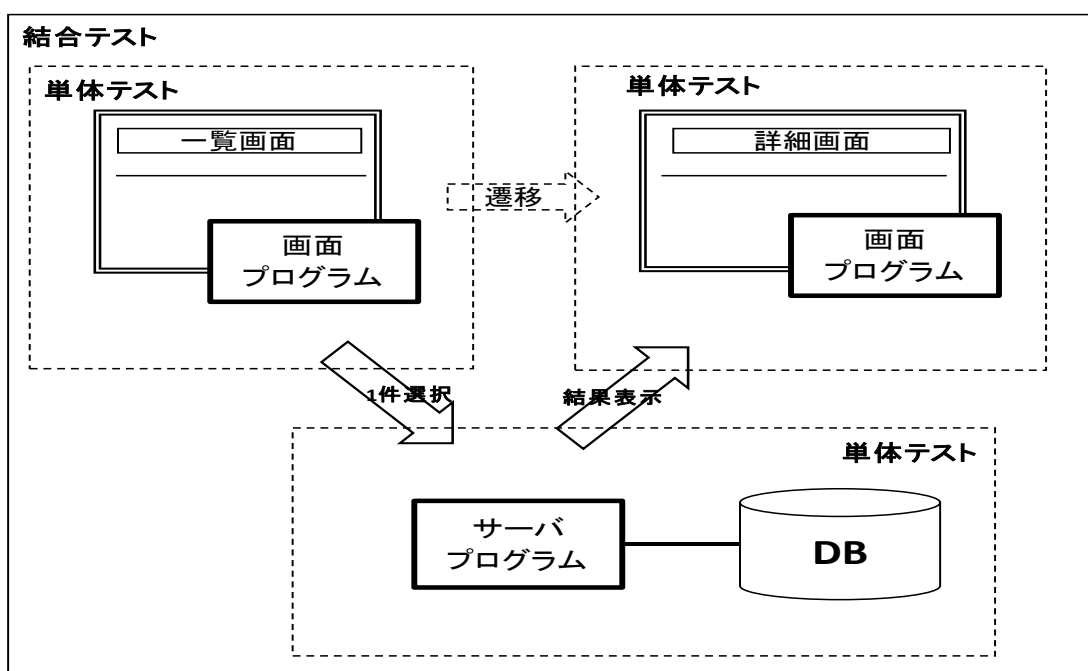 結合テスト
単体テスト
一覧画面
画面
プログラム
遷移
単体テスト
詳細画面
画面
プログラム
1件選択
結果表示
単体テスト
サーバ
プログラム
DB